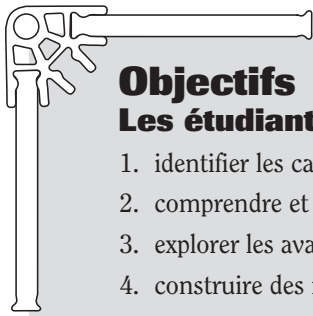 Objectifs
Les étudiant
1. identifier les ca
2. comprendre et
3. explorer les ava
4. construire des